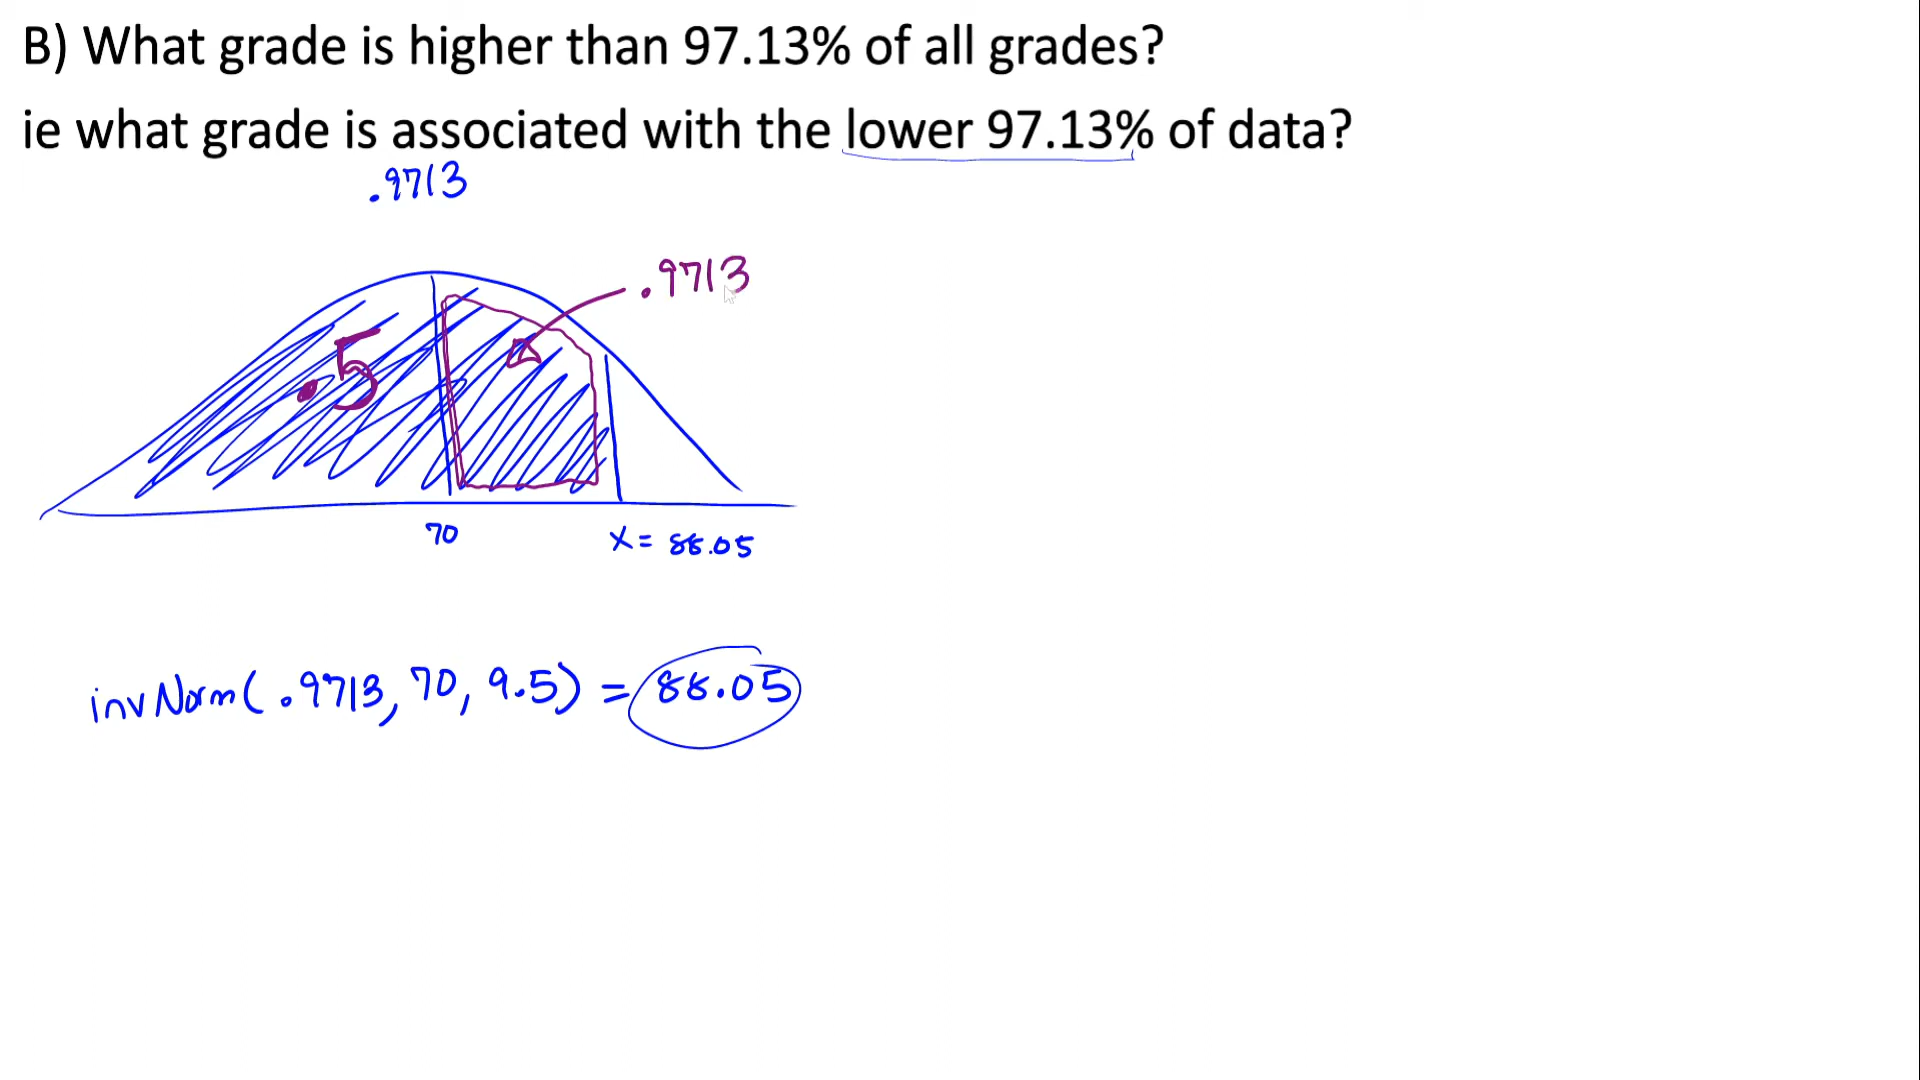 B) What grade is higher than 97.13% of all grades?
ie what grade is associated with the lower 97.13% of data?
.9713
.9713
.5
70
X = 88.05
invNorm( .9713, 70, 9.5) = 88.05